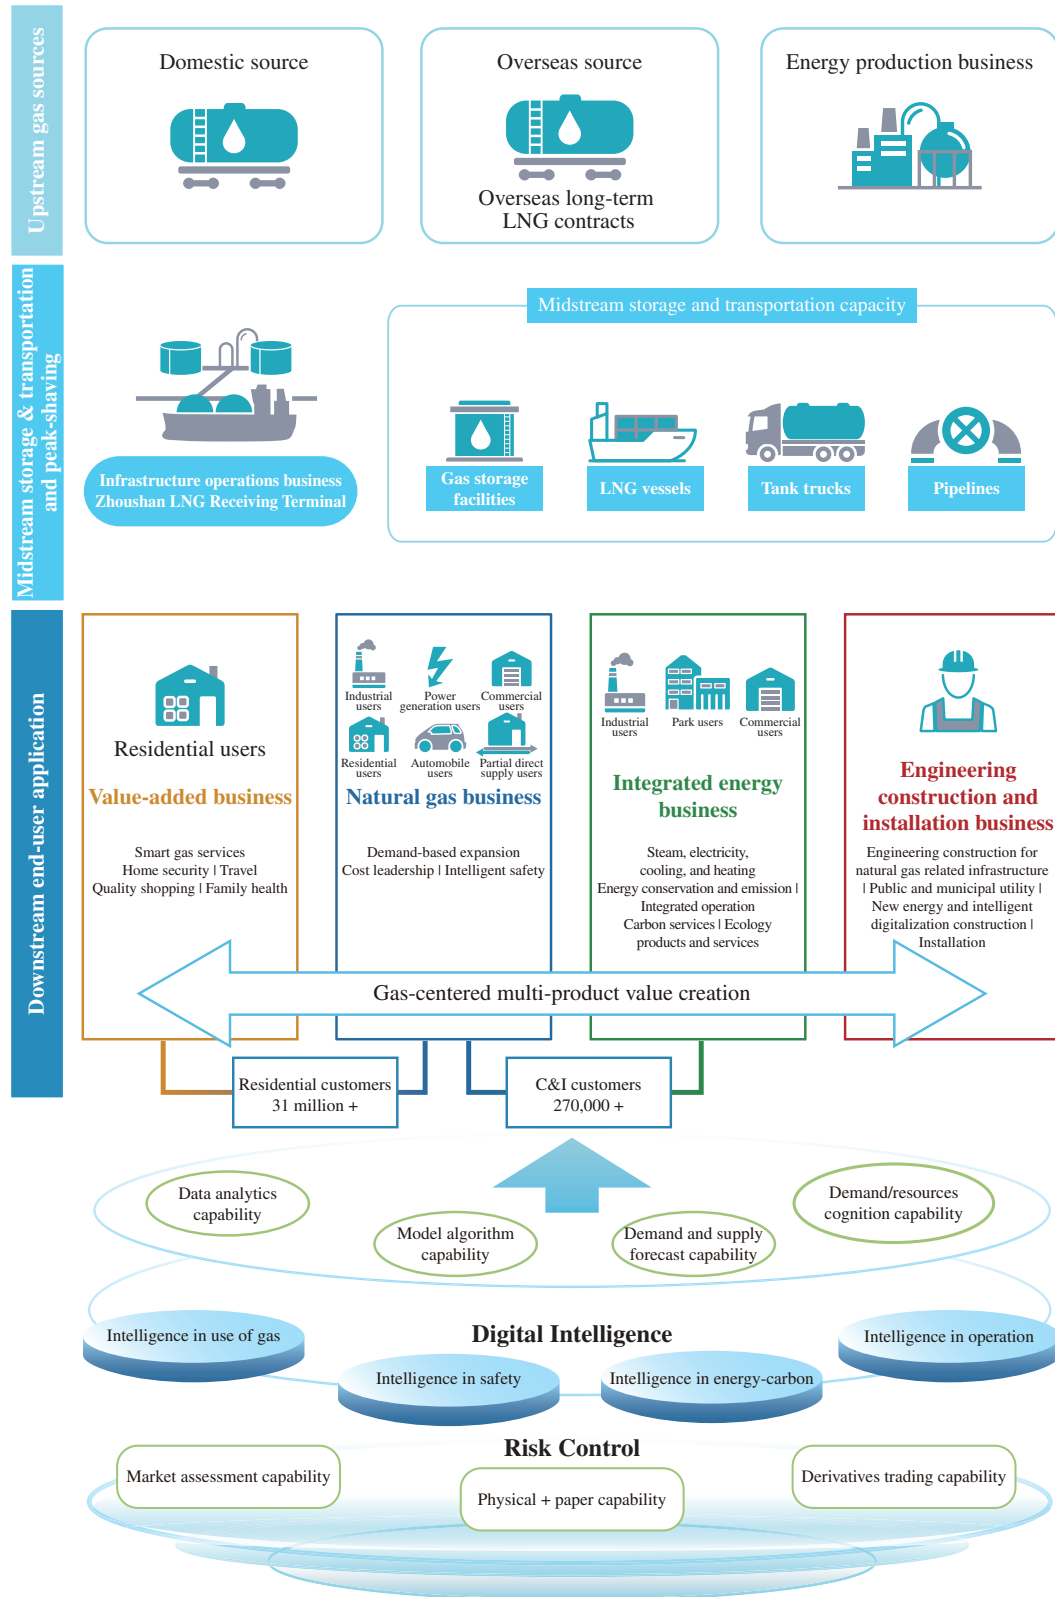 Upstream gas sources
Domestic source
Overseas source
Overseas long-term
LNG contracts
Energy production business
Midstream storage & transportation
and peak-shaving
Infrastructure operations business
Zhoushan LNG Receiving Terminal
Midstream storage and transportation capacity
Gas storage
facilities
LNG vessels
Tank trucks
Pipelines
Downstream end-user application
Residential users
Value-added business
Smart gas services
Home security | Travel
Quality shopping | Family health
Industrial
users
Power
generation users
Commercial
users
Residential
users
Automobile
users
Partial direct
supply users
Natural gas business
Demand-based expansion
Cost leadership | Intelligent safety
Industrial
users
Park users
Commercial
users
Integrated energy
business
Steam, electricity,
cooling, and heating
Energy conservation and emission |
Integrated operation
Carbon services | Ecology
products and services
Engineering
construction and
installation business
Engineering construction for
natural gas related infrastructure
| Public and municipal utility |
New energy and intelligent
digitalization construction |
Installation
Gas-centered multi-product value creation
Residential customers
31 million +
C&I customers
270,000 +
Data analytics
capability
Model algorithm
capability
Demand and supply
forecast capability
Demand/resources
cognition capability
Digital Intelligence
Intelligence in use of gas
Intelligence in safety
Intelligence in energy-carbon
Intelligence in operation
Risk Control
Market assessment capability
Physical + paper capability
Derivatives trading capability